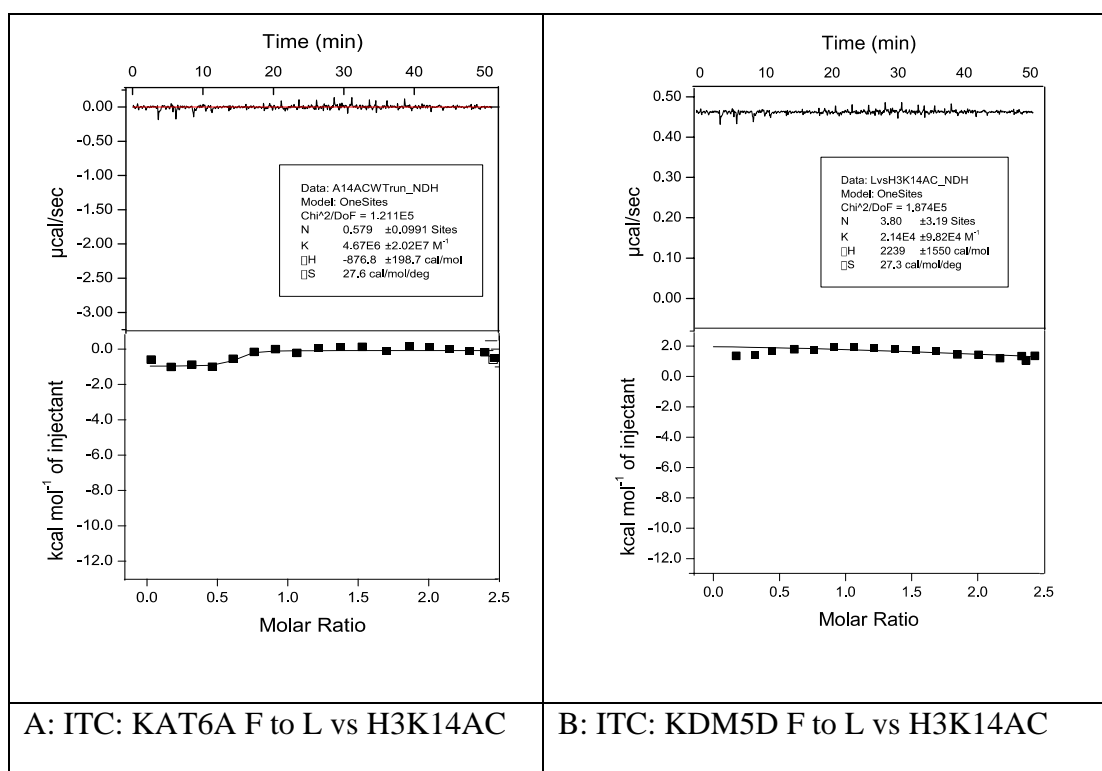 Time (min)
0 10 20 30 40 50
0.00
-0.50
-1.00
-1.50
-2.00
-2.50
-3.00
µcal/sec
Data: A14ACWTrun_NDH
Model: OneSites
Chi^2/DoF = 1.211E5
N 0.579 ±0.0991 Sites
K 4.67E6 ±2.02E7 M⁻¹
□H -876.8 ±198.7 cal/mol
□S 27.6 cal/mol/deg
0.0
-2.0
-4.0
-6.0
-8.0
-10.0
-12.0
kcal mol⁻¹ of injectant
0.0 0.5 1.0 1.5 2.0 2.5
Molar Ratio
A: ITC: KAT6A F to L vs H3K14AC
Time (min)
0 10 20 30 40 50
0.50
0.40
0.30
0.20
0.10
0.00
µcal/sec
Data: LvsH3K14AC_NDH
Model: OneSites
Chi^2/DoF = 1.874E5
N 3.80 ±3.19 Sites
K 2.14E4 ±9.82E4 M⁻¹
□H 2239 ±1550 cal/mol
□S 27.3 cal/mol/deg
2.0
0.0
-2.0
-4.0
-6.0
-8.0
-10.0
-12.0
kcal mol⁻¹ of injectant
0.0 0.5 1.0 1.5 2.0 2.5
Molar Ratio
B: ITC: KDM5D F to L vs H3K14AC